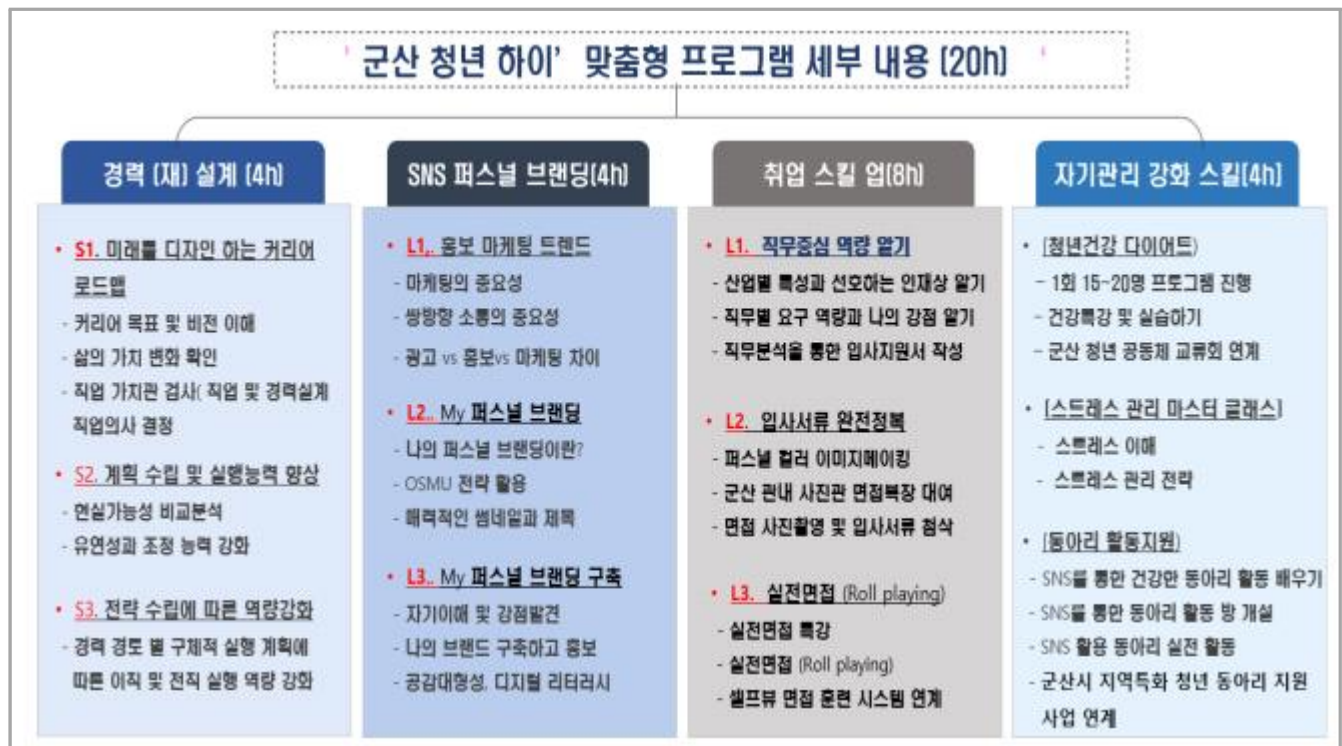 ' 군산 청년 하이' 맞춤형 프로그램 세부 내용 (20h) '
경력 (재) 설계 (4h)
• S1. 미래를 디자인 하는 커리어
로드맵
- 커리어 목표 및 비전 이해
- 삶의 가치 변화 확인
- 직업 가치관 검사( 직업 및 경력설계
직업의사 결정
• S2. 계획 수립 및 실행능력 향상
- 현실가능성 비교분석
- 유연성과 조정 능력 강화
• S3. 전략 수립에 따른 역량강화
- 경력 경로 별 구체적 실행 계획에
따른 이직 및 전직 실행 역량 강화
SNS 퍼스널 브랜딩(4h)
• L1,. 홍보 마케팅 트렌드
- 마케팅의 중요성
- 쌍방향 소통의 중요성
- 광고 vs 홍보vs 마케팅 차이
• L2.. My 퍼스널 브랜딩
- 나의 퍼스널 브랜딩이란?
- OSMU 전략 활용
- 매력적인 썸네일과 제목
• L3.. My 퍼스널 브랜딩 구축
- 자기이해 및 강점발견
- 나의 브랜드 구축하고 홍보
- 공감대형성, 디지털 리터러시
취업 스킬 업(8h)
• L1. 직무중심 역량 알기
- 산업별 특성과 선호하는 인재상 알기
- 직무별 요구 역량과 나의 강점 알기
- 직무분석을 통한 입사지원서 작성
• L2. 입사서류 완전정복
- 퍼스널 컬러 이미지메이킹
- 군산 관내 사진관 면접복장 대여
- 면접 사진촬영 및 입사서류 첨삭
• L3. 실전면접 (Roll playing)
- 실전면접 특강
- 실전면접 (Roll playing)
- 셀프뷰 면접 훈련 시스템 연계
자기관리 강화 스킬(4h)
• (청년건강 다이어트)
- 1회 15~20명 프로그램 진행
- 건강특강 및 실습하기
- 군산 청년 공동체 교류회 연계
• [스트레스 관리 마스터 클래스]
- 스트레스 이해
- 스트레스 관리 전략
• (동아리 활동지원)
- SNS를 통한 건강한 동아리 활동 배우기
- SNS를 통한 동아리 활동 방 개설
- SNS 활용 동아리 실전 활동
- 군산시 지역특화 청년 동아리 지원
사업 연계